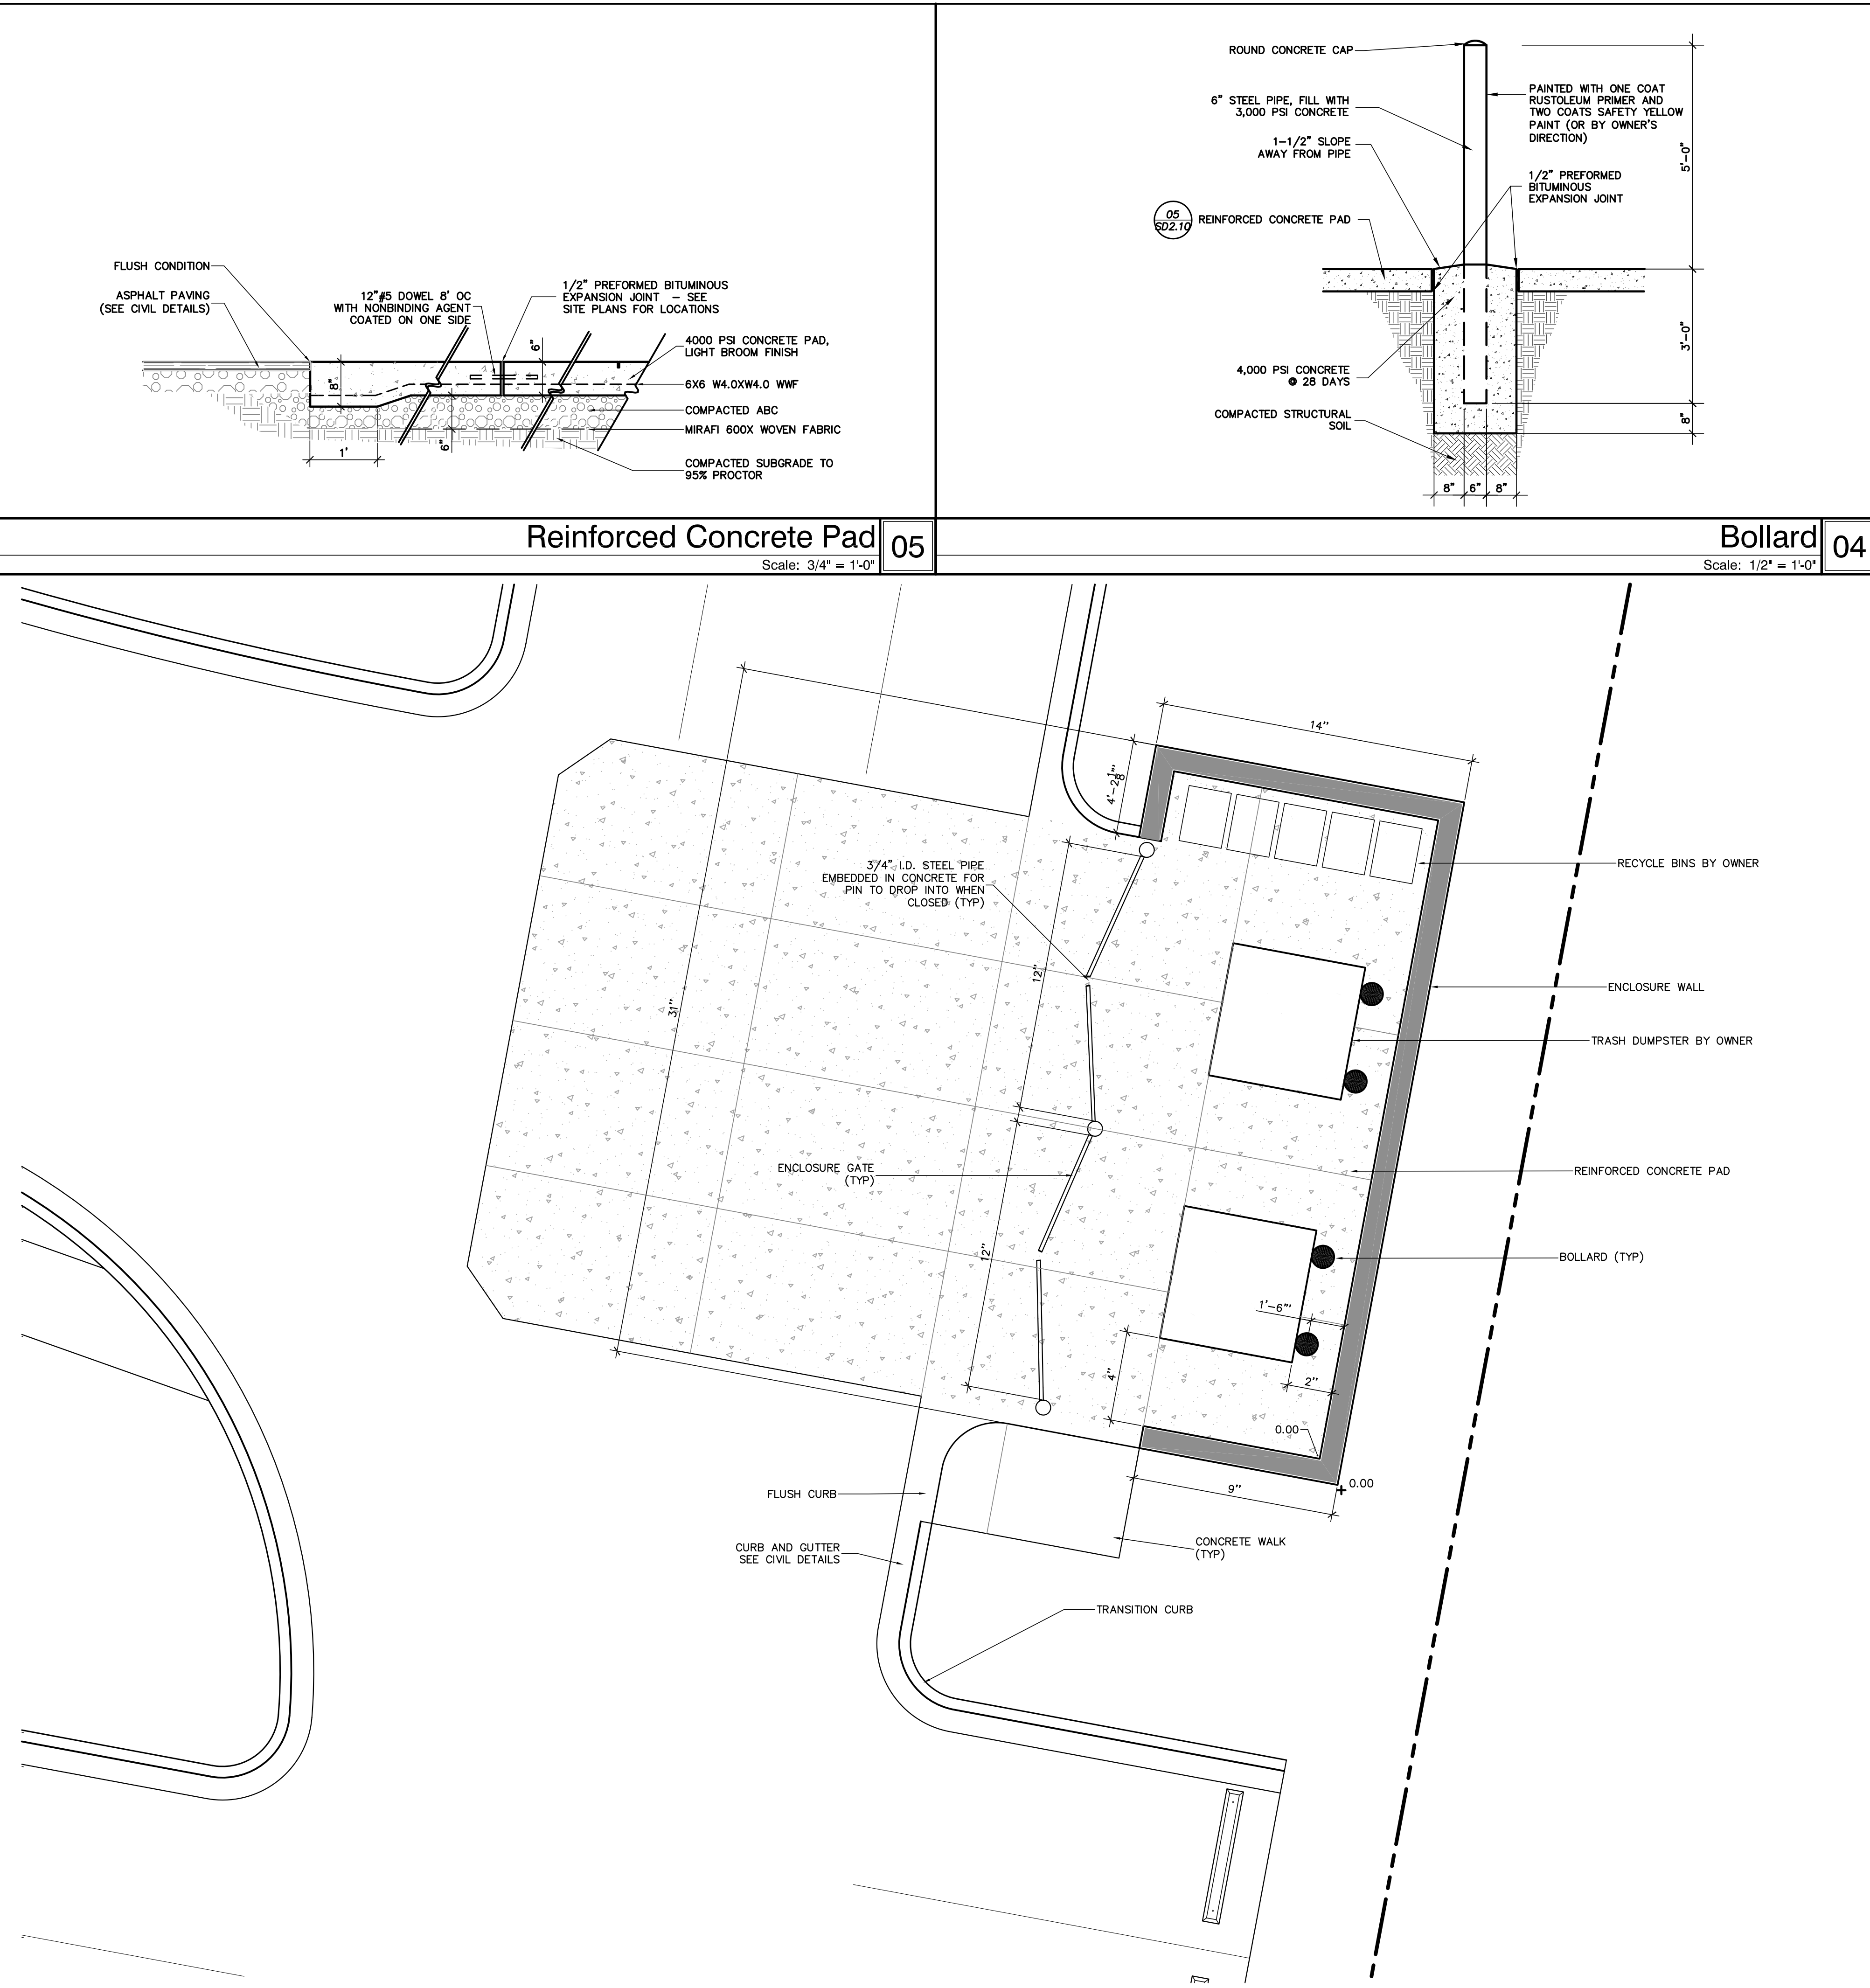 FLUSH CONDITION
ASPHALT PAVING
(SEE CIVIL DETAILS)
12"#5 DOWEL 8' OC
WITH NONBINDING AGENT
COATED ON ONE SIDE
1/2" PREFORMED BITUMINOUS
EXPANSION JOINT – SEE
SITE PLANS FOR LOCATIONS
4000 PSI CONCRETE PAD,
LIGHT BROOM FINISH
6X6 W4.0XW4.0 WWF
COMPACTED ABC
MIRAFI 600X WOVEN FABRIC
COMPACTED SUBGRADE TO
95% PROCTOR
8"
6"
6"
1'
Reinforced Concrete Pad
Scale: 3/4" = 1'-0"
05
ROUND CONCRETE CAP
6" STEEL PIPE, FILL WITH
3,000 PSI CONCRETE
1-1/2" SLOPE
AWAY FROM PIPE
05
SD2.10
REINFORCED CONCRETE PAD
4,000 PSI CONCRETE
@ 28 DAYS
COMPACTED STRUCTURAL
SOIL
PAINTED WITH ONE COAT
RUSTOLEUM PRIMER AND
TWO COATS SAFETY YELLOW
PAINT (OR BY OWNER'S
DIRECTION)
1/2" PREFORMED
BITUMINOUS
EXPANSION JOINT
5'-0"
3'-0"
8"
8" 6" 8"
Bollard
Scale: 1/2" = 1'-0"
04
14''
4'-2 1/8"'
3/4" I.D. STEEL PIPE
EMBEDDED IN CONCRETE FOR
PIN TO DROP INTO WHEN
CLOSED (TYP)
RECYCLE BINS BY OWNER
12''
31''
ENCLOSURE WALL
TRASH DUMPSTER BY OWNER
ENCLOSURE GATE
(TYP)
REINFORCED CONCRETE PAD
12''
BOLLARD (TYP)
1'-6"'
4''
2''
0.00
0.00
9''
FLUSH CURB
CURB AND GUTTER
SEE CIVIL DETAILS
CONCRETE WALK
(TYP)
TRANSITION CURB